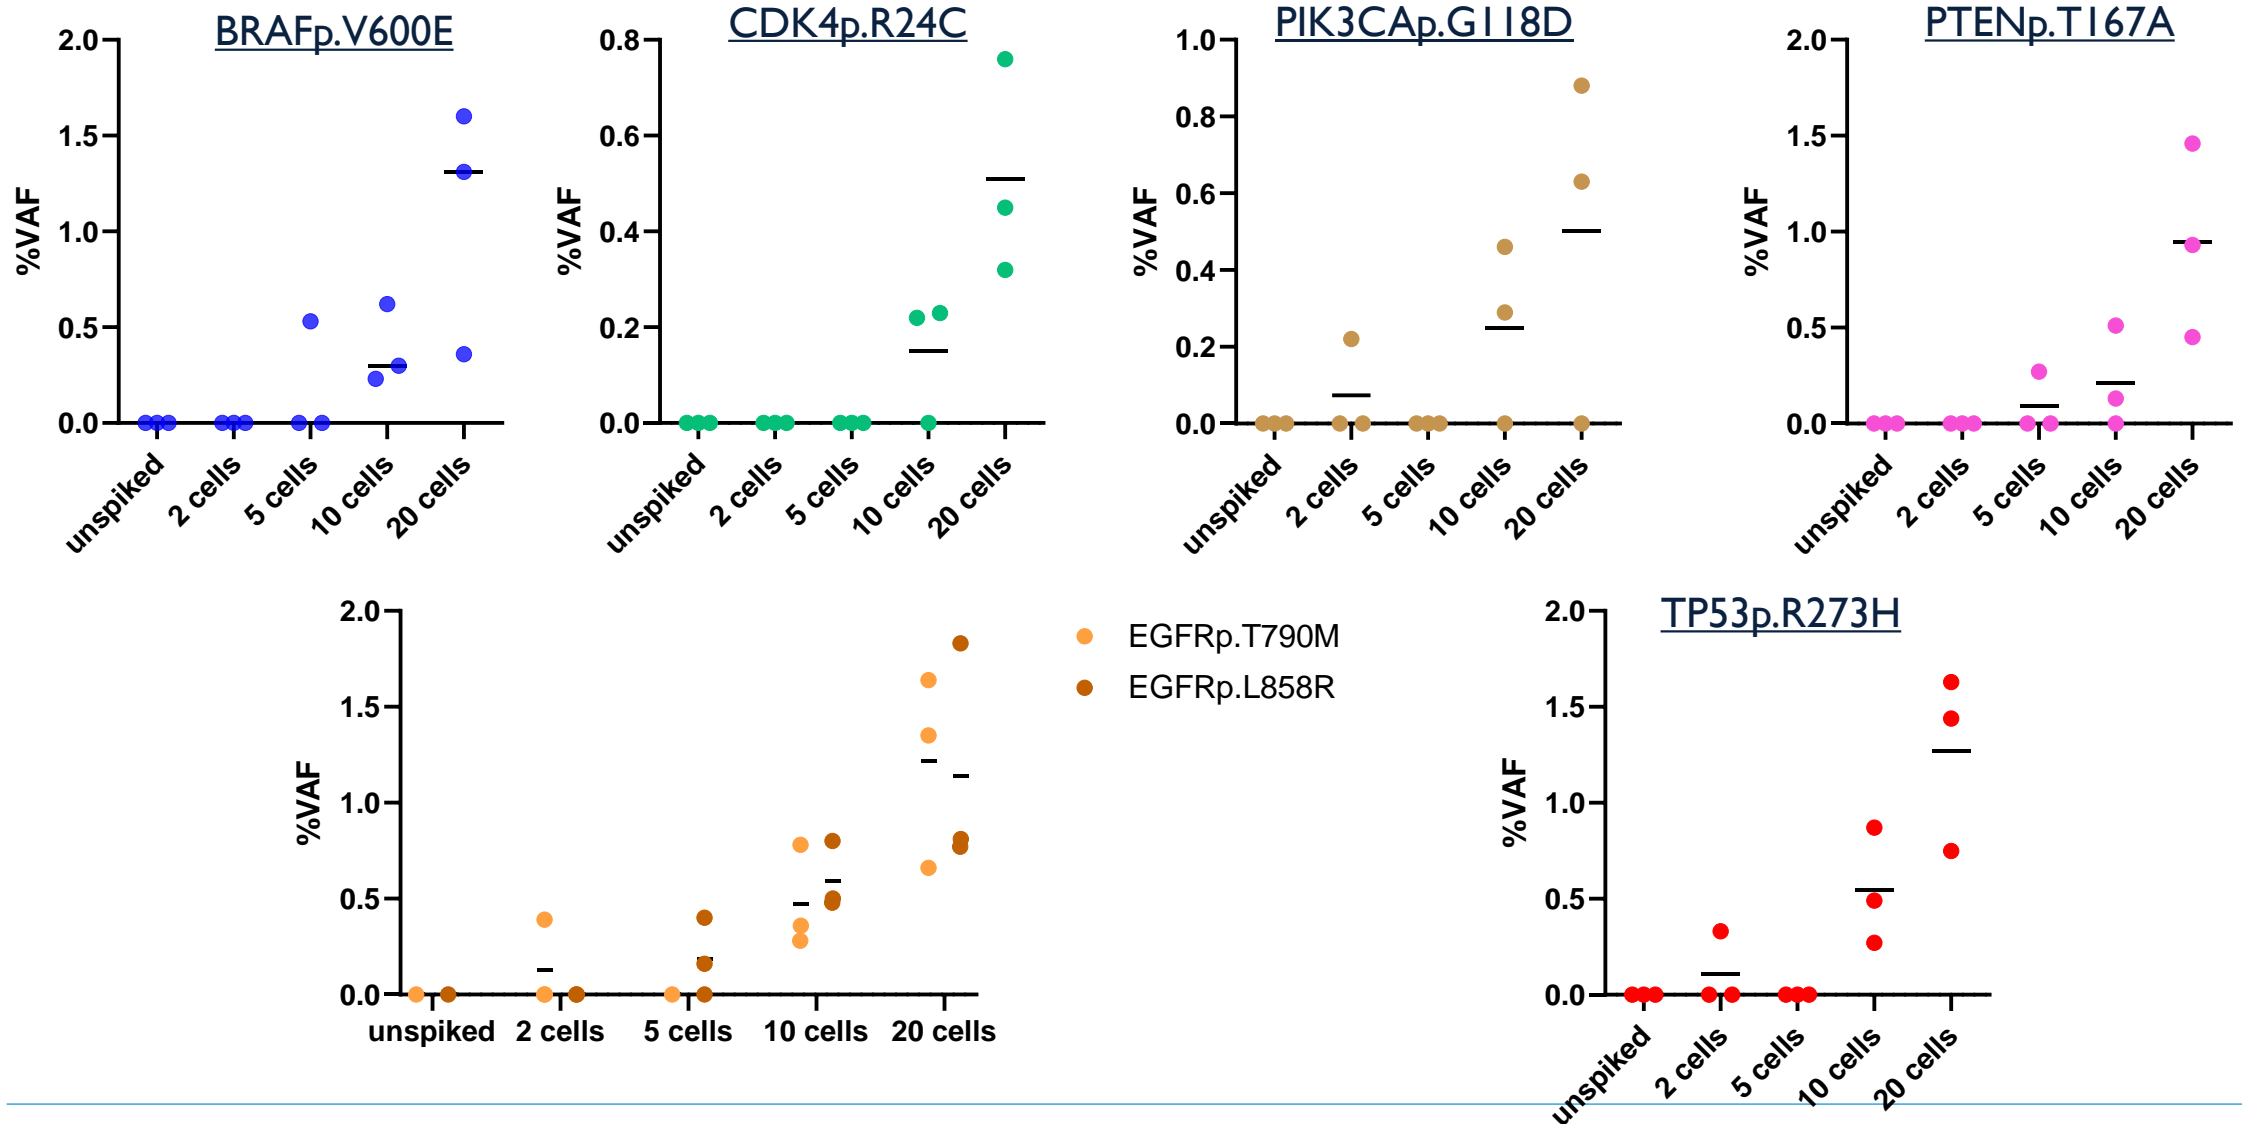 BRAFp.V600E
2.0
1.5
1.0
0.5
0.0
%VAF
unspiked
2 cells
5 cells
10 cells
20 cells
CDK4p.R24C
0.8
0.6
0.4
0.2
0.0
%VAF
unspiked
2 cells
5 cells
10 cells
20 cells
PIK3CAp.G118D
1.0
0.8
0.6
0.4
0.2
0.0
%VAF
unspiked
2 cells
5 cells
10 cells
20 cells
PTENp.T167A
2.0
1.5
1.0
0.5
0.0
%VAF
unspiked
2 cells
5 cells
10 cells
20 cells
2.0
1.5
1.0
0.5
0.0
%VAF
unspiked 2 cells 5 cells 10 cells 20 cells
EGFRp.T790M
EGFRp.L858R
TP53p.R273H
2.0
1.5
1.0
0.5
0.0
%VAF
unspiked
2 cells
5 cells
10 cells
20 cells